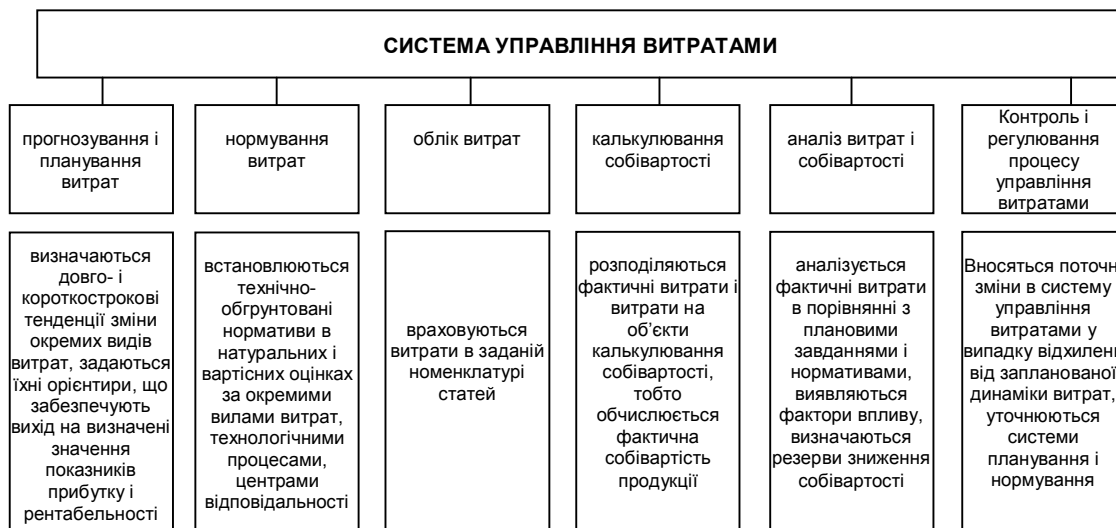 СИСТЕМА УПРАВЛІННЯ ВИТРАТАМИ
прогнозування і
планування
витрат
нормування
витрат
облік витрат
калькулювання
собівартості
аналіз витрат і
собівартості
Контроль і
регулювання
процесу
управління
витратами
визначаються
довго- і
короткострокові
тенденції зміни
окремих видів
витрат, задаються
їхні орієнтири, що
забезпечують
вихід на визначені
значення
показників
прибутку і
рентабельності
встановлюються
технічно-
обгрунтовані
нормативи в
натуральних і
вартісних оцінках
за окремими
вилами витрат,
технологічними
процесами,
центрами
відповідальності
враховуються
витрати в заданій
номенклатурі
статей
розподіляються
фактичні витрати і
витрати на
об’єкти
калькулювання
собівартості,
тобто
обчислюється
фактична
собівартість
продукції
аналізується
фактичні витрати
в порівнянні з
плановими
завданнями і
нормативами,
виявляються
фактори впливу,
визначаються
резерви зниження
собівартості
Вносяться поточн
зміни в систему
управління
витратами у
випадку відхилен
від запланованої
динаміки витрат,
уточнюються
системи
планування і
нормування